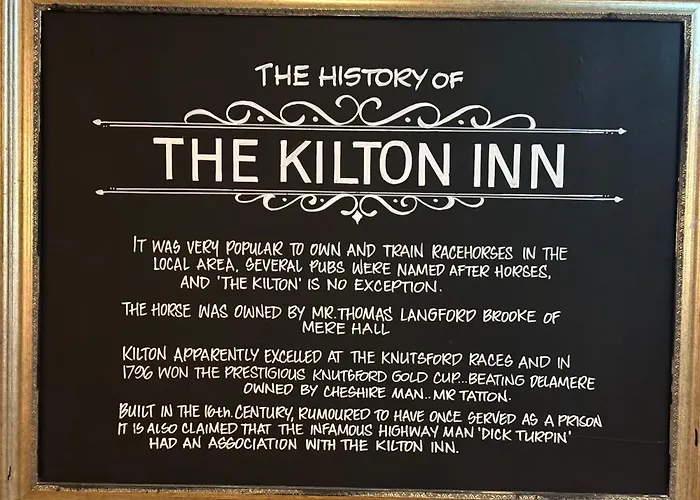 THE HISTORY OF
THE KILTON INN
IT WAS VERY POPULAR TO OWN AND TRAIN RACEHORSES IN THE
LOCAL AREA, SEVERAL PUBS WERE NAMED AFTER HORSES,
AND 'THE KILTON' IS NO EXCEPTION.
THE HORSE WAS OWNED BY MR.THOMAS LANGFORD BROOKE OF
MERE HALL
KILTON APPARENTLY EXCELLED AT THE KNUTSFORD RACES AND IN
1796 WON THE PRESTIGIOUS KNUTSFORD GOLD CUP...BEATING DELAMERE
OWNED BY CHESHIRE MAN..MR TATTON.
BUILT IN THE 16th.CENTURY, RUMOURED TO HAVE ONCE SERVED AS A PRISON
IT IS ALSO CLAIMED THAT THE INFAMOUS HIGHWAY MAN 'DICK TURPIN'
HAD AN ASSOCIATION WITH THE KILTON INN.